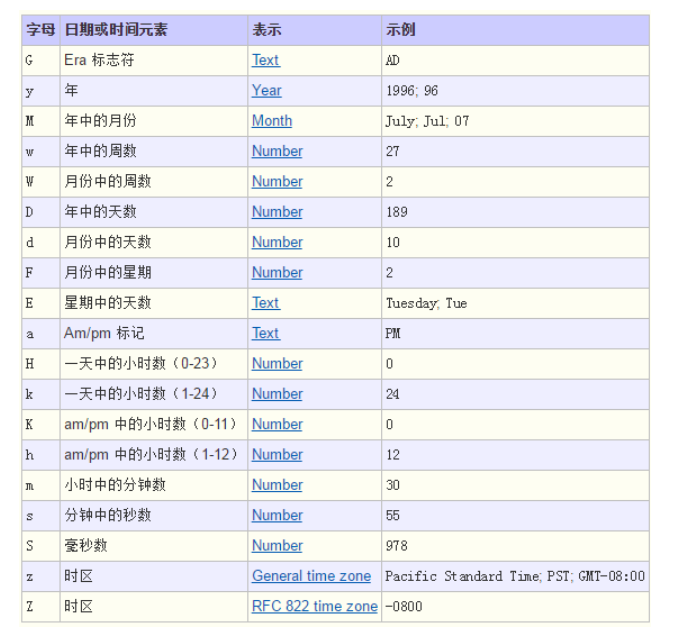 字母 日期或时间元素 表示 示例
G Era 标志符 Text AD
y 年 Year 1996; 96
M 年中的月份 Month July; Jul; 07
w 年中的周数 Number 27
W 月份中的周数 Number 2
D 年中的天数 Number 189
d 月份中的天数 Number 10
F 月份中的星期 Number 2
E 星期中的天数 Text Tuesday; Tue
a Am/pm 标记 Text PM
H 一天中的小时数（0-23） Number 0
k 一天中的小时数（1-24） Number 24
K am/pm 中的小时数（0-11） Number 0
h am/pm 中的小时数（1-12） Number 12
m 小时中的分钟数 Number 30
s 分钟中的秒数 Number 55
S 毫秒数 Number 978
z 时区 General time zone Pacific Standard Time; PST; GMT-08:00
Z 时区 RFC 822 time zone -0800